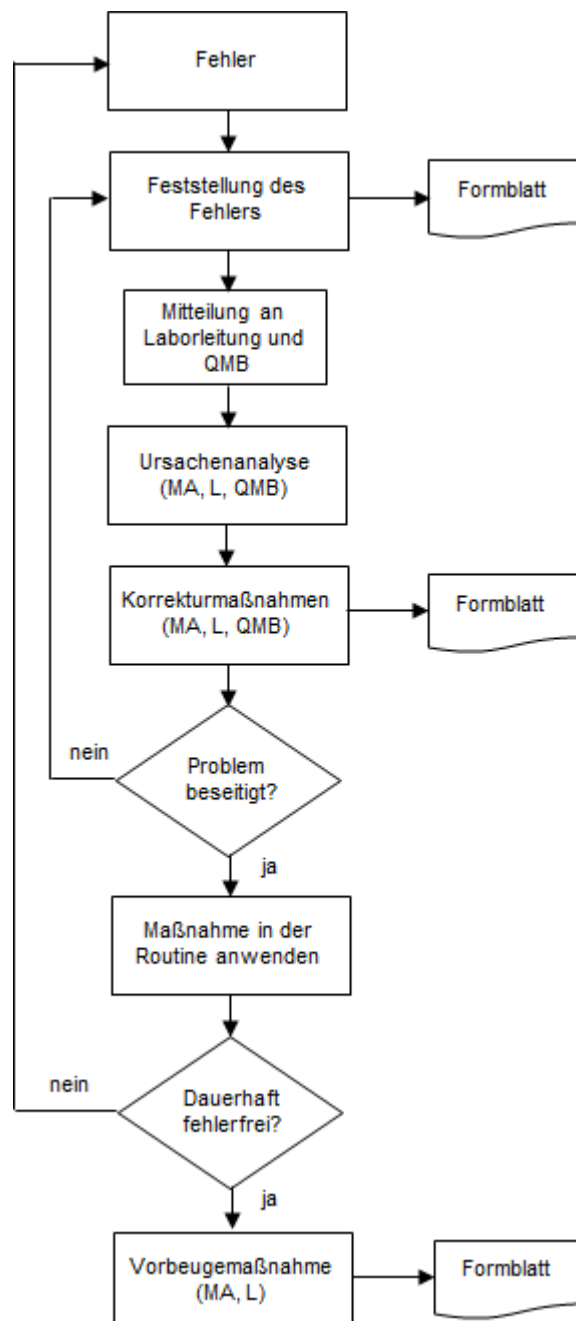 Fehler
Feststellung des
Fehlers
Formblatt
Mitteilung an
Laborleitung und
QMB
Ursachenanalyse
(MA, L, QMB)
Korrekturmaßnahmen
(MA, L, QMB)
Formblatt
nein
Problem
beseitigt?
ja
Maßnahme in der
Routine anwenden
nein
Dauerhaft
fehlerfrei?
ja
Vorbeugemaßnahme
(MA, L)
Formblatt